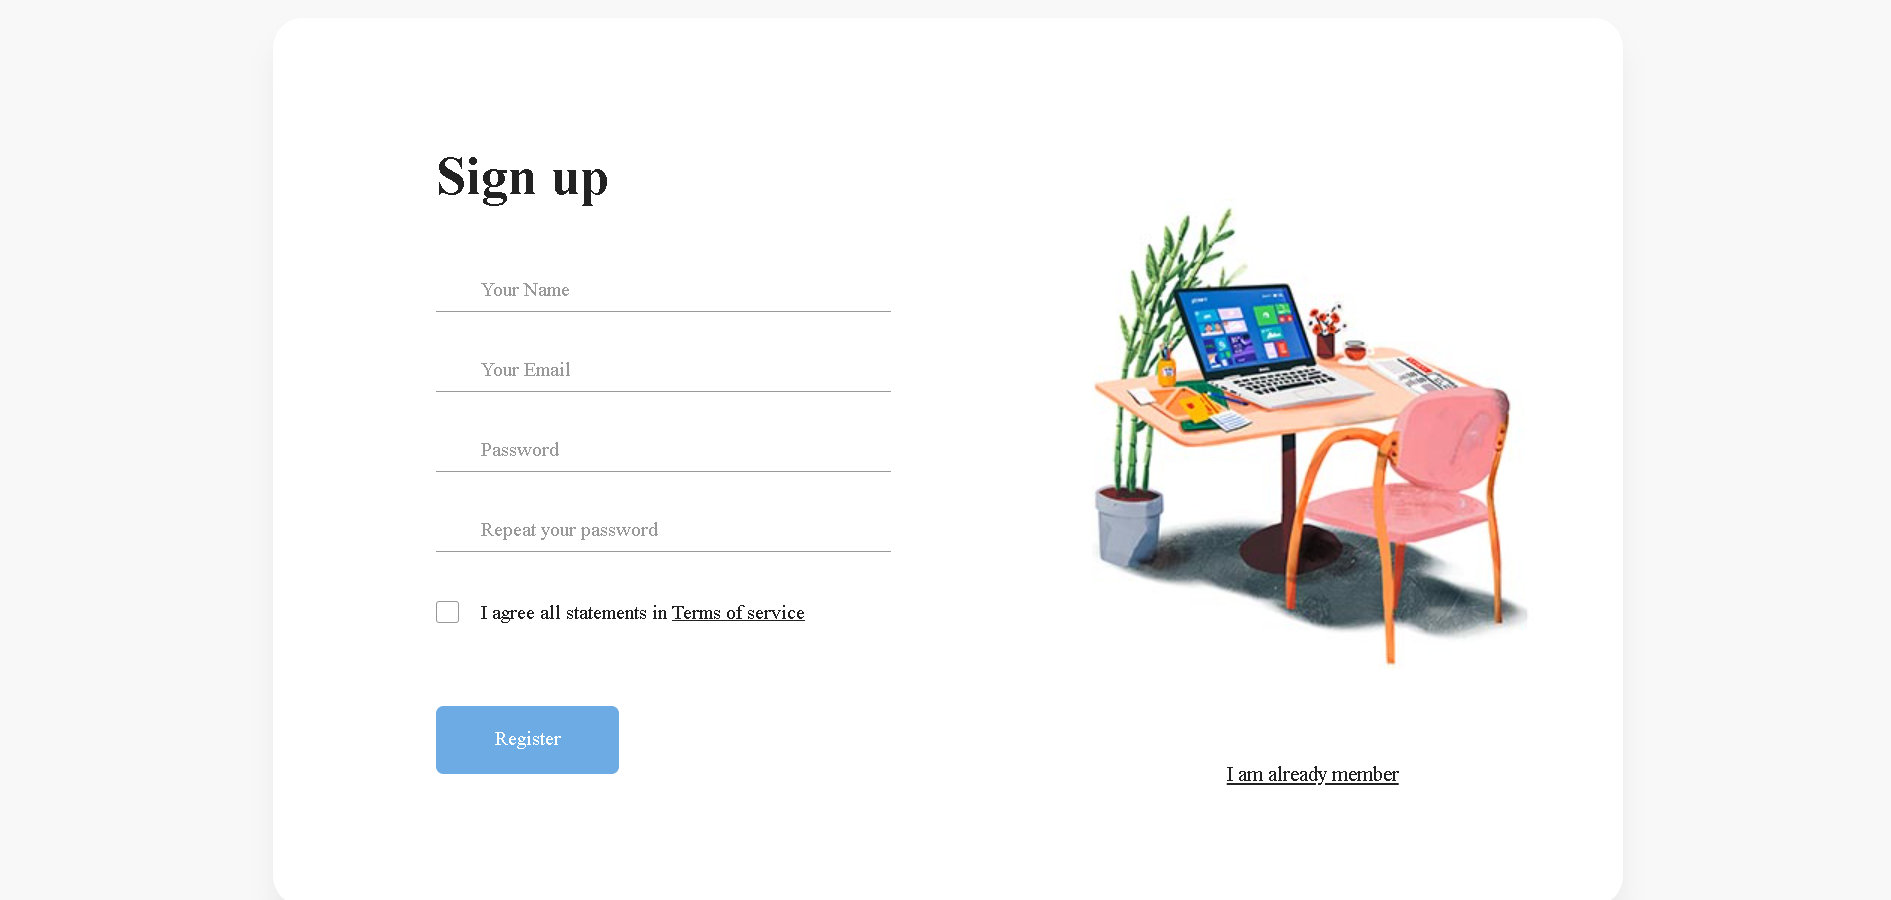 Sign up
Your Name
Your Email
Password
Repeat your password
I agree all statements in Terms of service
Register
I am already member